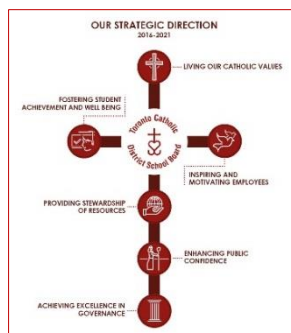 OUR STRATEGIC DIRECTION
2016-2021
LIVING OUR CATHOLIC VALUES
FOSTERING STUDENT
ACHIEVEMENT AND WELL BEING
Toronto Catholic
District School Board
INSPIRING AND
MOTIVATING EMPLOYEES
PROVIDING STEWARDSHIP
OF RESOURCES
ENHANCING PUBLIC
CONFIDENCE
ACHIEVING EXCELLENCE IN
GOVERNANCE